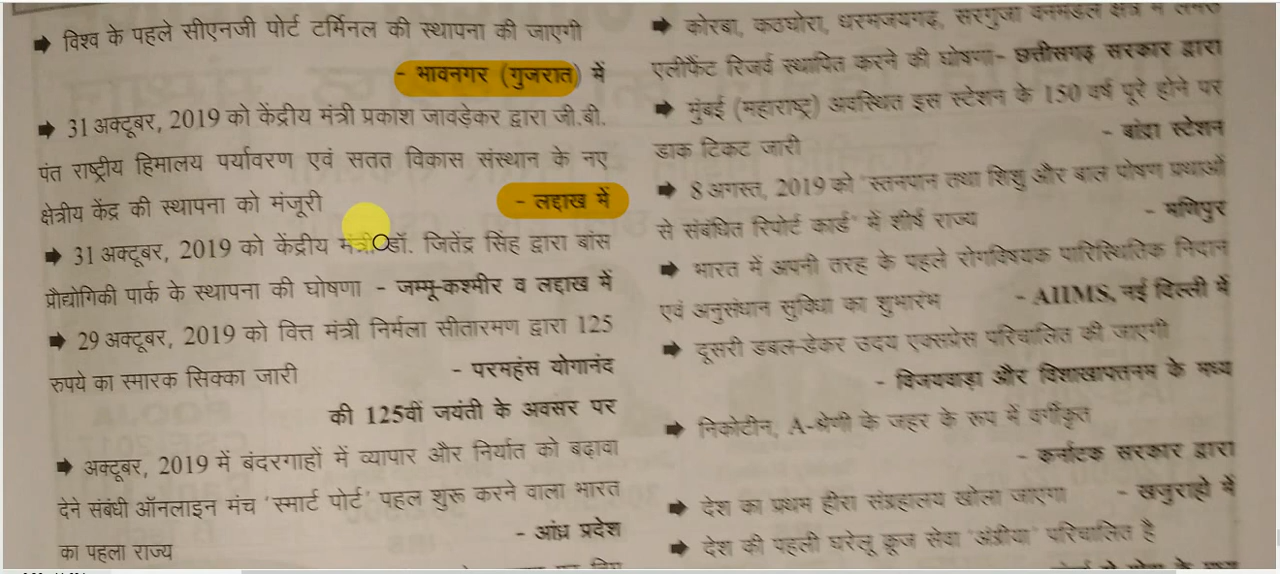 ➡ विश्व के पहले सीएनजी पोर्ट टर्मिनल की स्थापना की जाएगी
- भावनगर (गुजरात) में
➡ 31 अक्टूबर, 2019 को केंद्रीय मंत्री प्रकाश जावड़ेकर द्वारा जी.बी.
पंत राष्ट्रीय हिमालय पर्यावरण एवं सतत विकास संस्थान के नए
क्षेत्रीय केंद्र की स्थापना को मंजूरी - लद्दाख में
➡ 31 अक्टूबर, 2019 को केंद्रीय मंत्री डॉ. जितेंद्र सिंह द्वारा बांस
प्रौद्योगिकी पार्क के स्थापना की घोषणा - जम्मू-कश्मीर व लद्दाख में
➡ 29 अक्टूबर, 2019 को वित्त मंत्री निर्मला सीतारमण द्वारा 125
रुपये का स्मारक सिक्का जारी - परमहंस योगानंद
की 125वीं जयंती के अवसर पर
➡ अक्टूबर, 2019 में बंदरगाहों में व्यापार और निर्यात को बढ़ावा
देने संबंधी ऑनलाइन मंच 'स्मार्ट पोर्ट' पहल शुरू करने वाला भारत
का पहला राज्य - आंध्र प्रदेश
➡ कोरबा, कठघोरा, धरमजयगढ़, सरगुजा वनमंडल क्षेत्र में
एलीफैंट रिजर्व स्थापित करने की घोषणा- छत्तीसगढ़ सरकार द्वारा
➡ मुंबई (महाराष्ट्र) अवस्थित इस स्टेशन के 150 वर्ष पूरे होने पर
डाक टिकट जारी - बांद्रा स्टेशन
➡ 8 अगस्त, 2019 को 'स्तनपान तथा शिशु और बाल पोषण प्रथाओं
से संबंधित रिपोर्ट कार्ड' में शीर्ष राज्य - मणिपुर
➡ भारत में अपनी तरह के पहले रोगविषयक पारिस्थितिक निदान
एवं अनुसंधान सुविधा का शुभारंभ - AIIMS, नई दिल्ली में
➡ दूसरी डबल-डेकर उदय एक्सप्रेस परिचालित की जाएगी
- विजयवाड़ा और विशाखापत्तनम के मध्य
➡ निकोटीन, A-श्रेणी के जहर के रूप में वर्गीकृत
- कर्नाटक सरकार द्वारा
➡ देश का प्रथम हीरा संग्रहालय खोला जाएगा - खजुराहो में
➡ देश की पहली घरेलू क्रूज सेवा 'अंग्रीया' परिचालित है